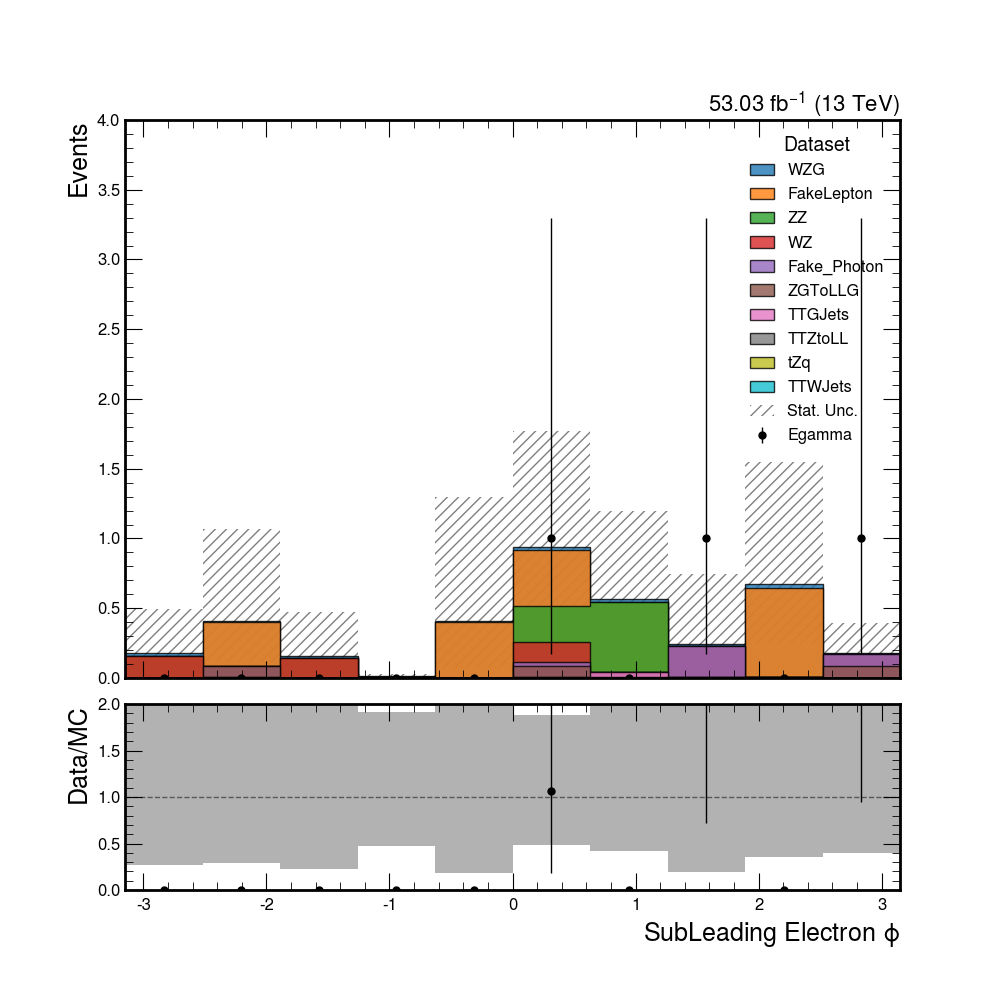 53.03 fb⁻¹ (13 TeV)
Events
4.0
3.5
3.0
2.5
2.0
1.5
1.0
0.5
0.0
Dataset
WZG
FakeLepton
ZZ
WZ
Fake_Photon
ZGToLLG
TTGJets
TTZtoLL
tZq
TTWJets
Stat. Unc.
Egamma
Data/MC
2.0
1.5
1.0
0.5
0.0
-3 -2 -1 0 1 2 3
SubLeading Electron ϕ